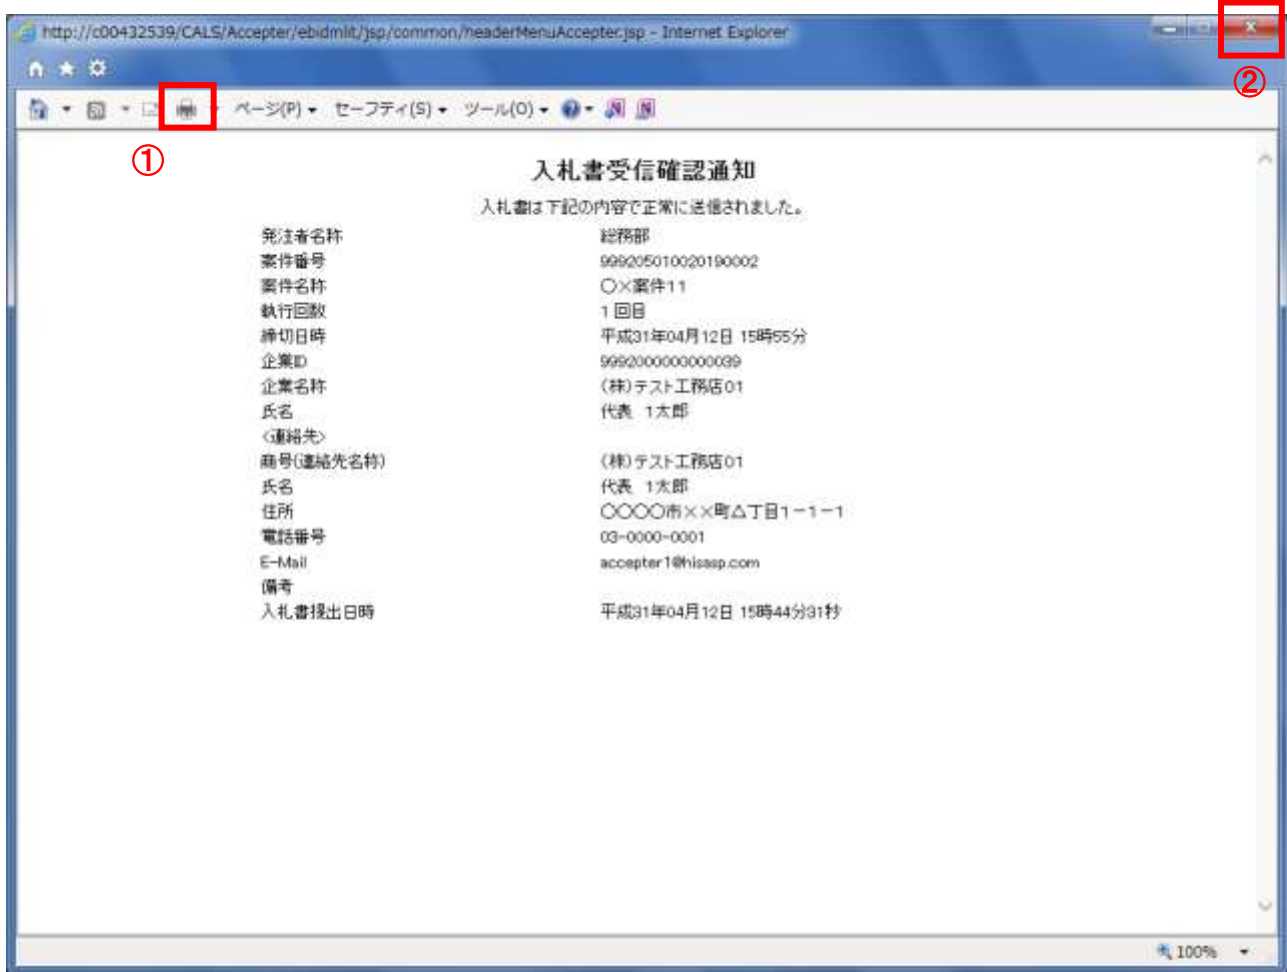 http://c00432539/CALS/Accepter/ebidmlit/jsp/common/headerMenuAccepter.jsp - Internet Explorer
②
ページ(P) セーフティ(S) ツール(O)
①
入札書受信確認通知
入札書は下記の内容で正常に送信されました。
発注者名称 総務部
案件番号 999205010020190002
案件名称 〇×案件11
執行回数 1回目
締切日時 平成31年04月12日 15時55分
企業ID 9992000000000039
企業名称 (株)テスト工務店01
氏名 代表 1太郎
<連絡先>
商号(連絡先名称) (株)テスト工務店01
氏名 代表 1太郎
住所 〇〇〇〇市××町△丁目1-1-1
電話番号 03-0000-0001
E-Mail accepter1@hisasp.com
備考
入札書提出日時 平成31年04月12日 15時44分31秒
100%